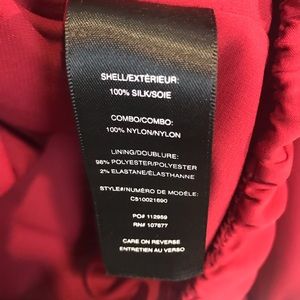 SHELL/EXTÉRIEUR:
100% SILK/SOIE
COMBO/COMBO:
100% NYLON/NYLON
LINING/DOUBLURE:
98% POLYESTER/POLYESTER
2% ELASTANE/ÉLASTHANNE
STYLE#/NUMÉRO DE MODÈLE:
C510021690
PO# 112959
RN# 107877
CARE ON REVERSE
ENTRETIEN AU VERSO